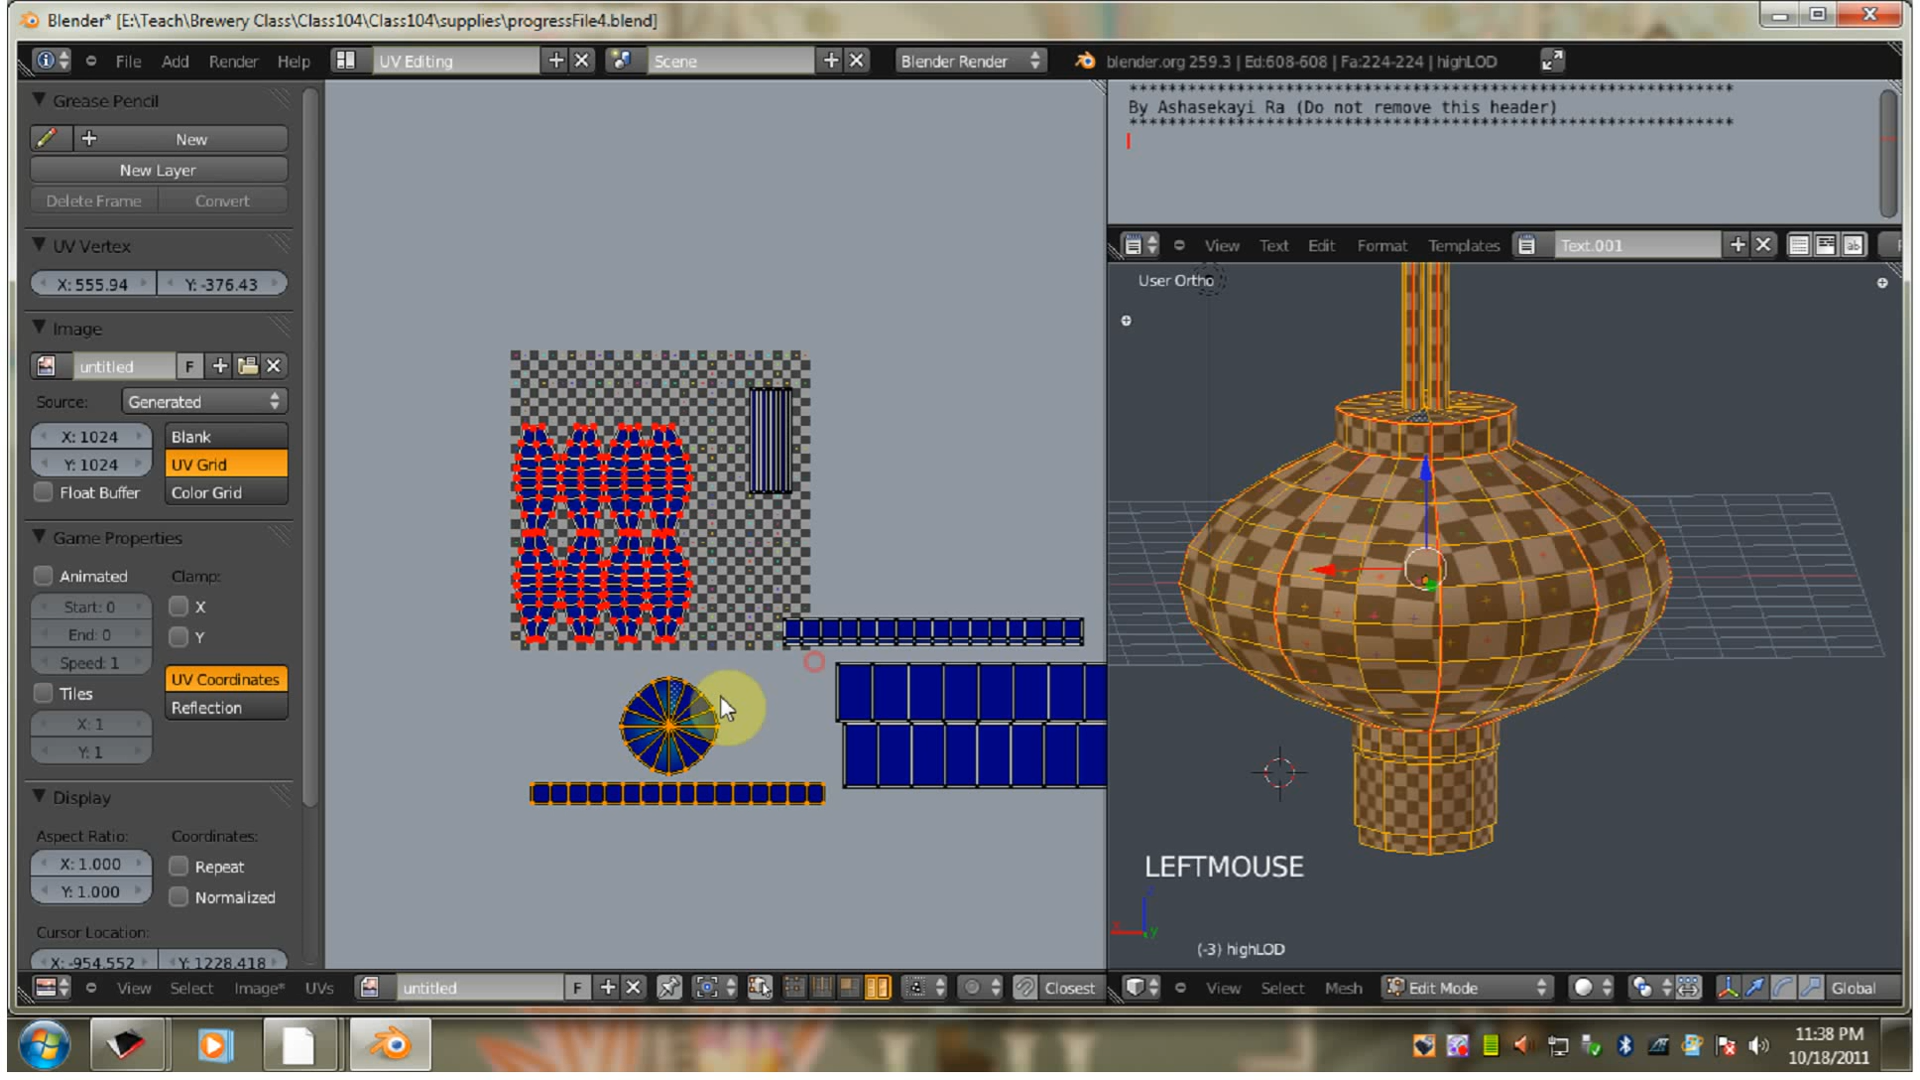 Blender* [E:\Teach\Brewery Class\Class104\Class104\supplies\progressFile4.blend]
File Add Render Help UV Editing Scene Blender Render blender.org 259.3 | Ed:608-608 | Fa:224-224 | highLOD
Grease Pencil
New
New Layer
Delete Frame Convert
UV Vertex
X: 555.94 Y: -376.43
Image
untitled F
Source: Generated
X: 1024 Blank
Y: 1024 UV Grid
Float Buffer Color Grid
Game Properties
Animated Clamp:
Start: 0 X
End: 0 Y
Speed: 1
UV Coordinates
Tiles Reflection
X: 1
Y: 1
Display
Aspect Ratio: Coordinates:
X: 1.000 Repeat
Y: 1.000 Normalized
Cursor Location:
X: -954.552 Y: 1228.418
View Select Image* UVs untitled F Closest
**************************************************************
By Ashasekayi Ra (Do not remove this header)
**************************************************************
View Text Edit Format Templates Text.001
User Ortho
LEFTMOUSE
(-3) highLOD
View Select Mesh Edit Mode Global
11:38 PM
10/18/2011